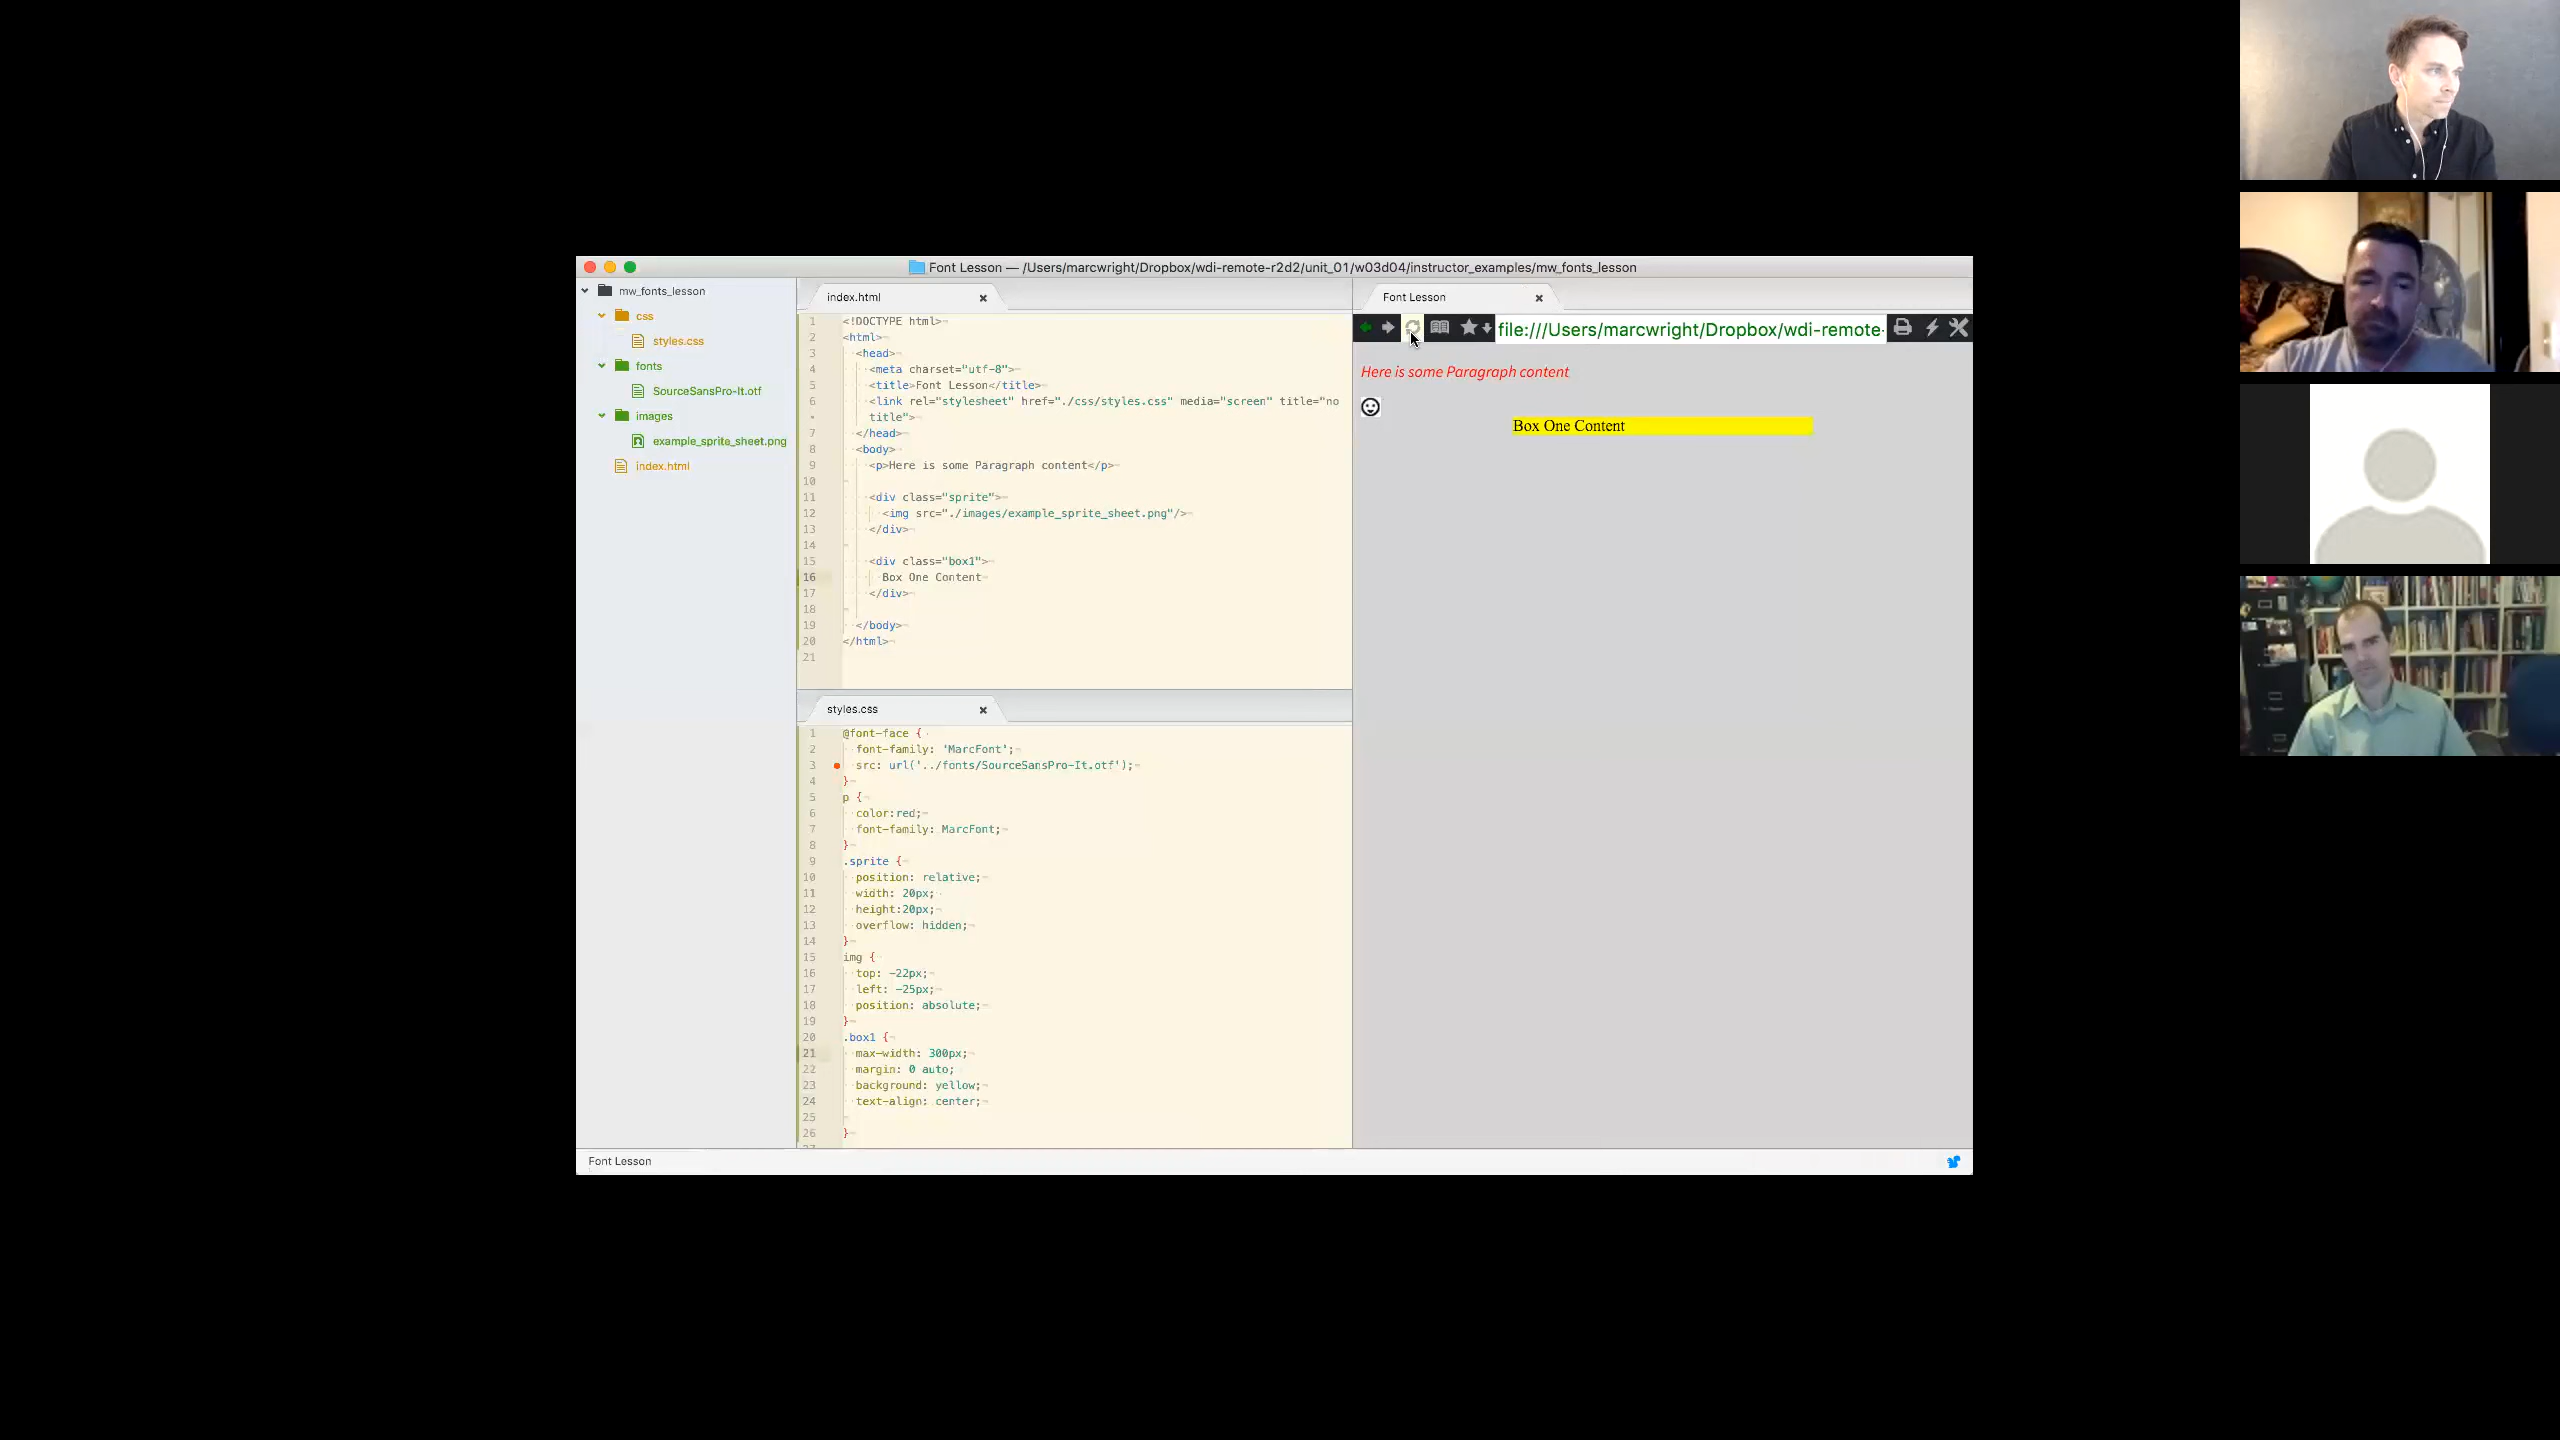 Font Lesson — /Users/marcwright/Dropbox/wdi-remote-r2d2/unit_01/w03d04/instructor_examples/mw_fonts_lesson
mw_fonts_lesson
css
styles.css
fonts
SourceSansPro-It.otf
images
example_sprite_sheet.png
index.html
index.html
1 <!DOCTYPE html>
2 <html>
3 <head>
4 <meta charset="utf-8">
5 <title>Font Lesson</title>
6 <link rel="stylesheet" href="./css/styles.css" media="screen" title="no
• title">
7 </head>
8 <body>
9 <p>Here is some Paragraph content</p>
10
11 <div class="sprite">
12 <img src="./images/example_sprite_sheet.png"/>
13 </div>
14
15 <div class="box1">
16 Box One Content
17 </div>
18
19 </body>
20 </html>
21
styles.css
1 @font-face {
2 font-family: 'MarcFont';
3 src: url('../fonts/SourceSansPro-It.otf');
4 }
5 p {
6 color:red;
7 font-family: MarcFont;
8 }
9 .sprite {
10 position: relative;
11 width: 20px;
12 height:20px;
13 overflow: hidden;
14 }
15 img {
16 top: -22px;
17 left: -25px;
18 position: absolute;
19 }
20 .box1 {
21 max-width: 300px;
22 margin: 0 auto;
23 background: yellow;
24 text-align: center;
25
26 }
Font Lesson
file:///Users/marcwright/Dropbox/wdi-remote-
Here is some Paragraph content
Box One Content
Font Lesson